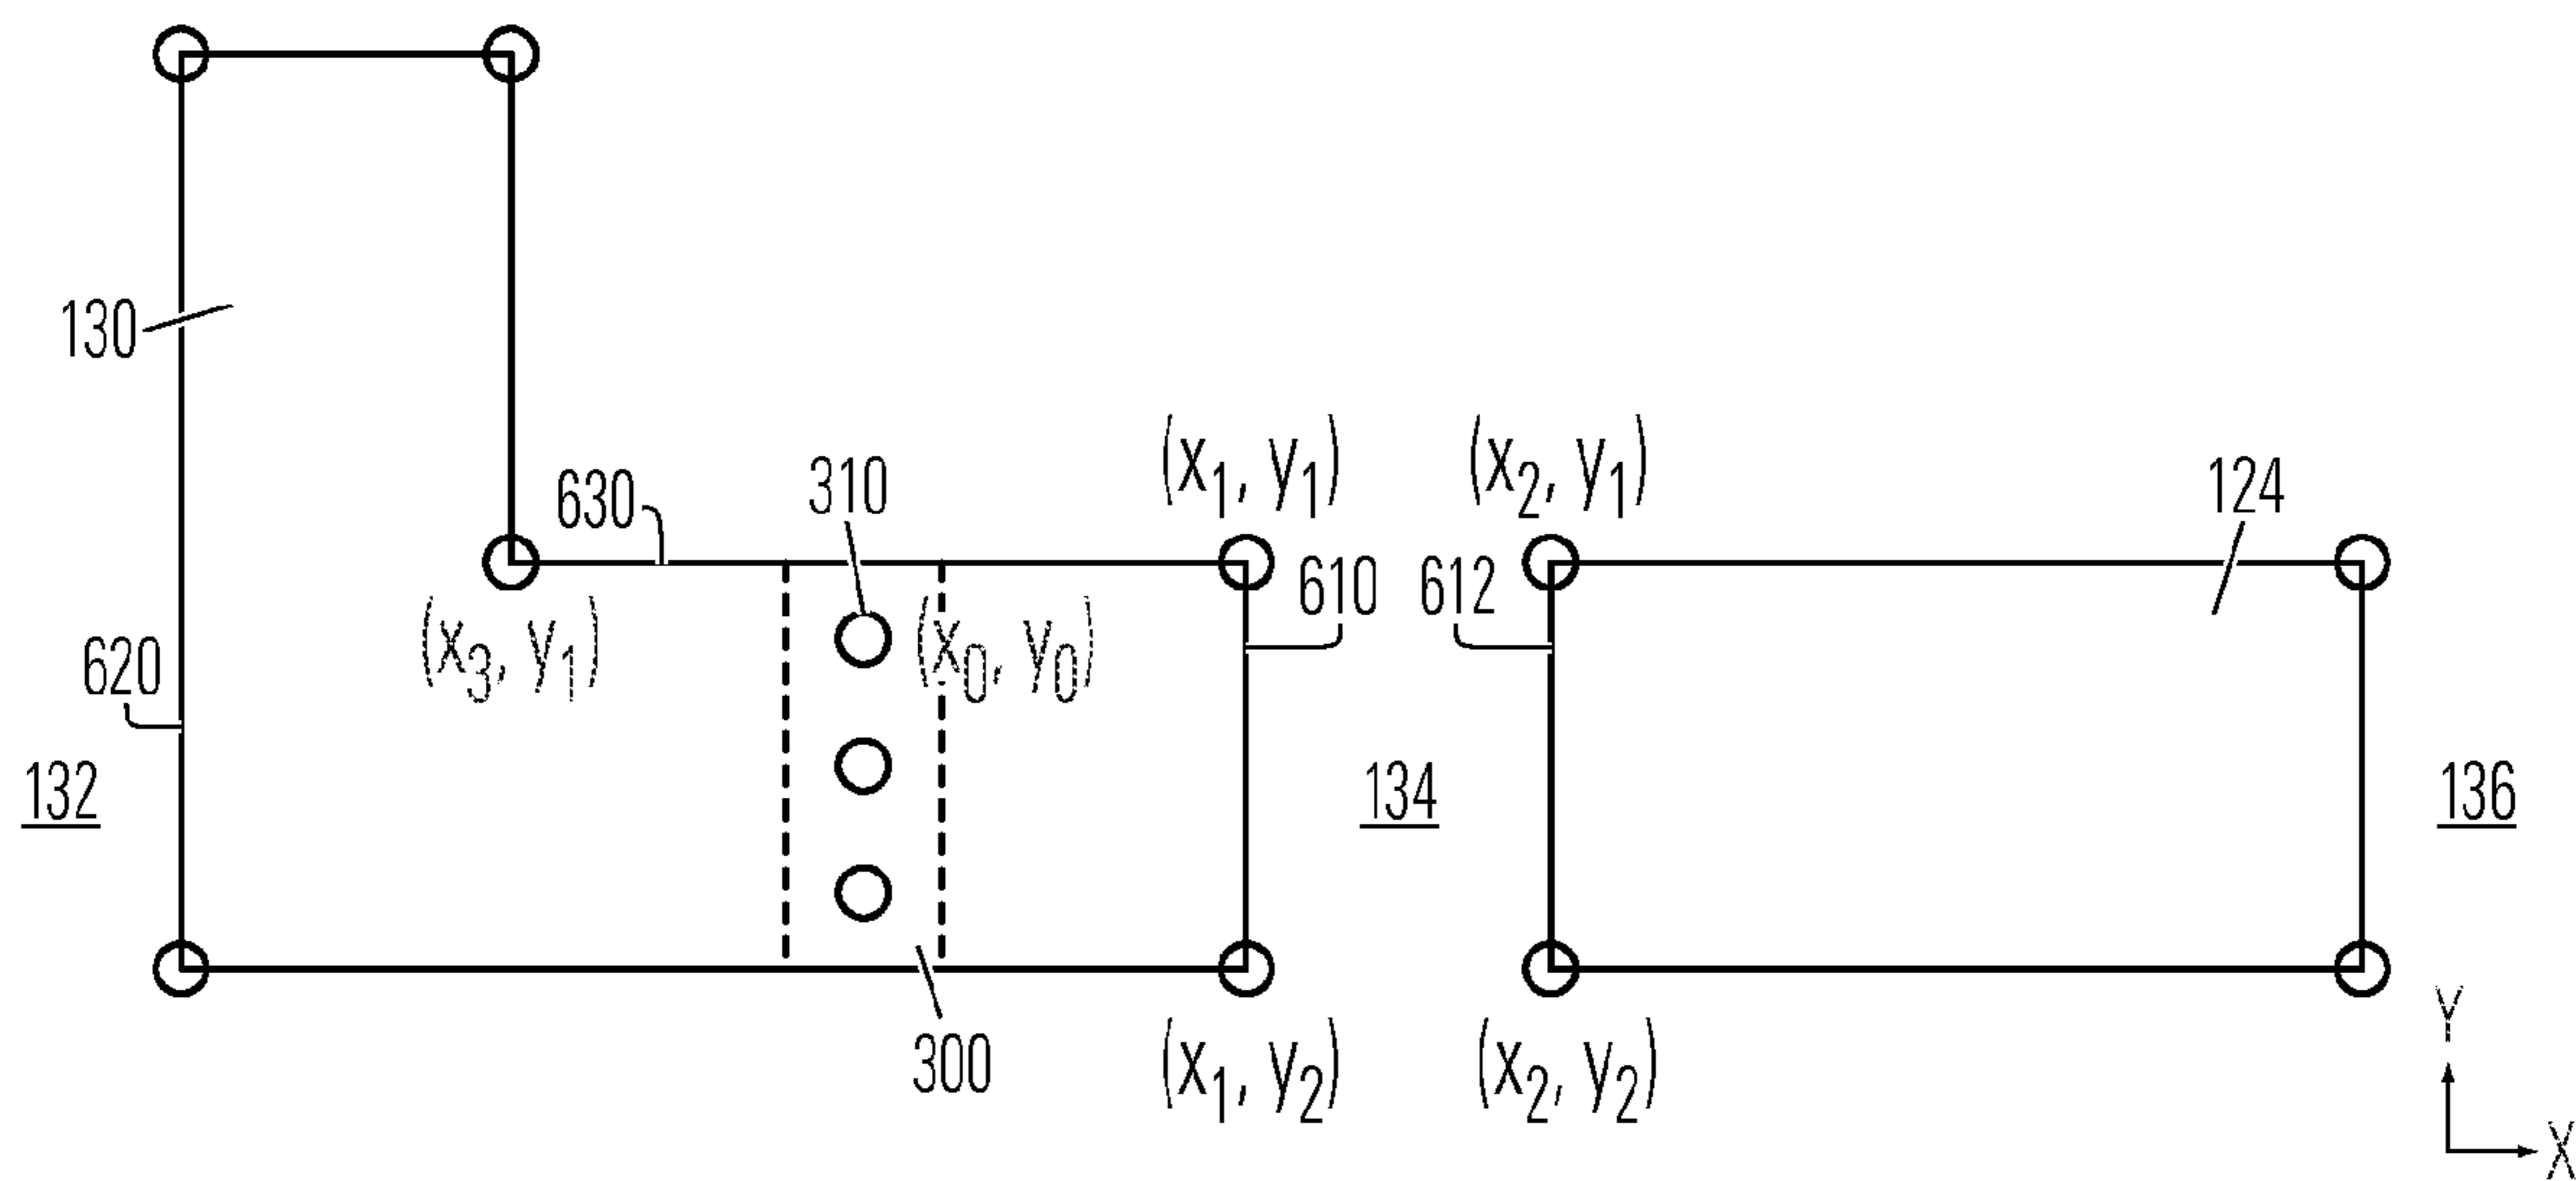 130
630
310
(x₁, y₁)
(x₂, y₁)
124
610
612
(x₃, y₁)
(x₀, y₀)
620
132
134
136
300
(x₁, y₂)
(x₂, y₂)
Y
X